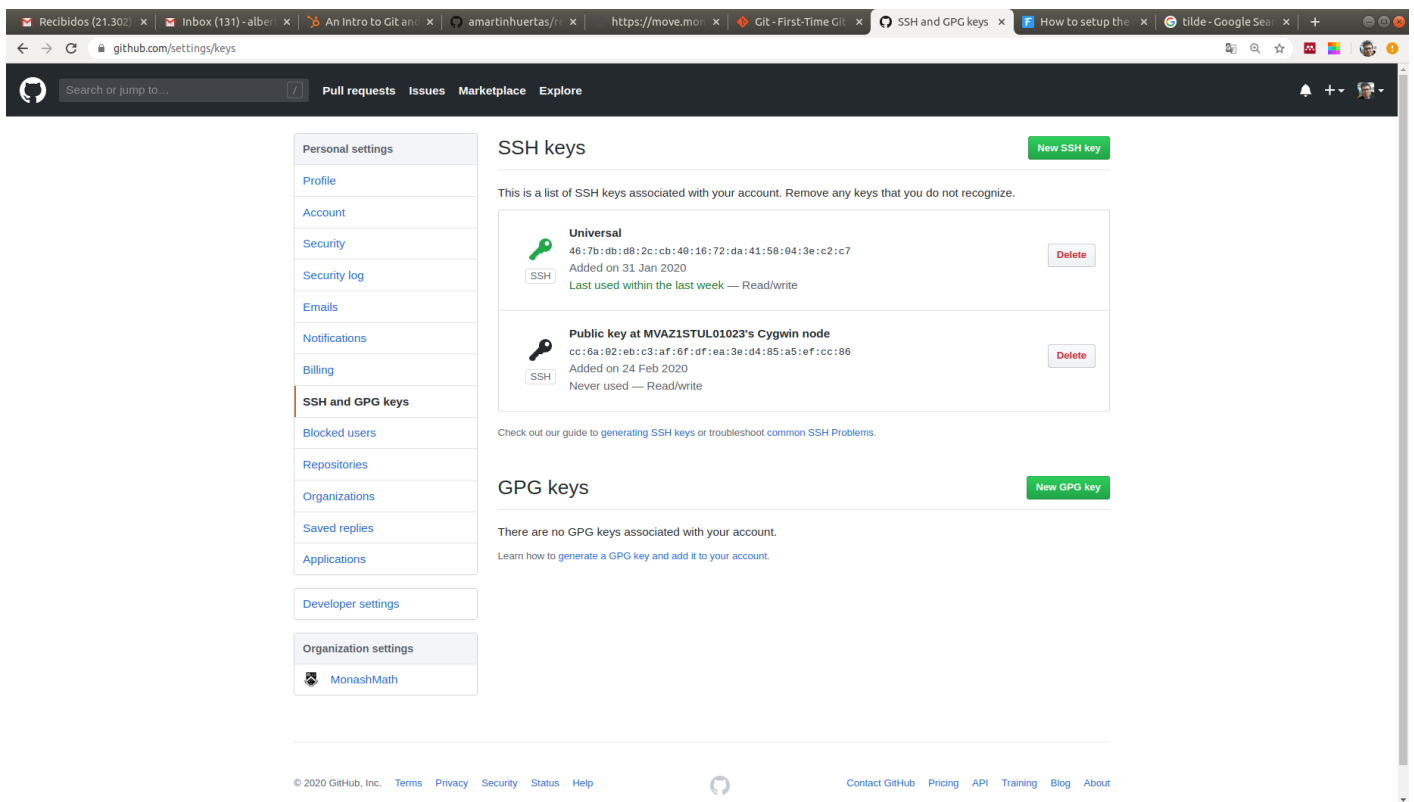 Recibidos (21.302)
Inbox (131) - alber
An Intro to Git and
amartinhuertas/re
https://move.mon
Git - First-Time Git
SSH and GPG keys
How to setup the
tilde - Google Sear
github.com/settings/keys
Search or jump to…
/
Pull requests Issues Marketplace Explore
Personal settings
Profile
Account
Security
Security log
Emails
Notifications
Billing
SSH and GPG keys
Blocked users
Repositories
Organizations
Saved replies
Applications
Developer settings
Organization settings
MonashMath
SSH keys
New SSH key
This is a list of SSH keys associated with your account. Remove any keys that you do not recognize.
Universal
46:7b:db:d8:2c:cb:40:16:72:da:41:58:04:3e:c2:c7
SSH
Added on 31 Jan 2020
Last used within the last week — Read/write
Delete
Public key at MVAZ1STUL01023's Cygwin node
cc:6a:02:eb:c3:af:6f:df:ea:3e:d4:85:a5:ef:cc:86
SSH
Added on 24 Feb 2020
Never used — Read/write
Delete
Check out our guide to generating SSH keys or troubleshoot common SSH Problems.
GPG keys
New GPG key
There are no GPG keys associated with your account.
Learn how to generate a GPG key and add it to your account.
© 2020 GitHub, Inc. Terms Privacy Security Status Help
Contact GitHub Pricing API Training Blog About